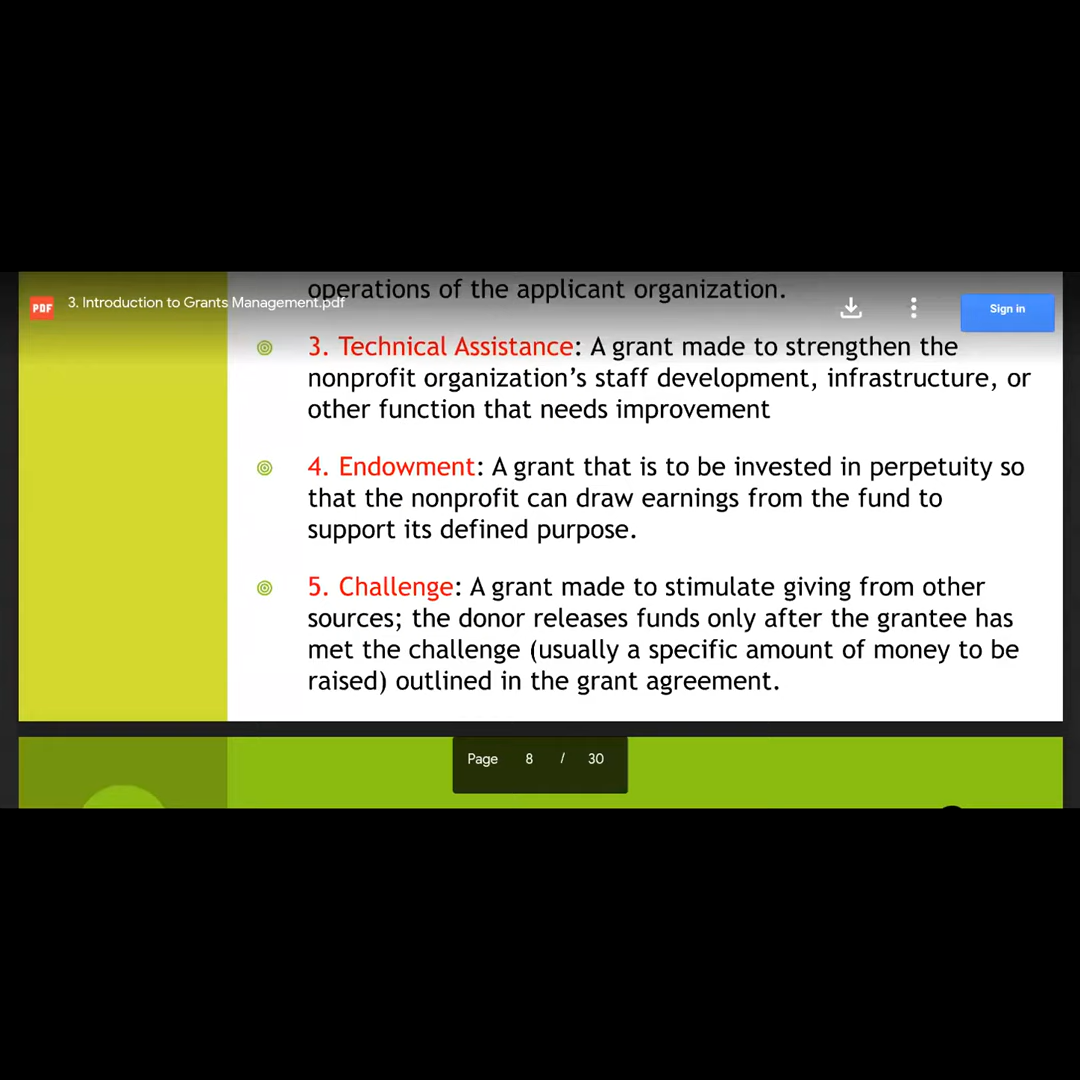 operations of the applicant organization.
PDF 3. Introduction to Grants Management.pdf
Sign in
3. Technical Assistance: A grant made to strengthen the
nonprofit organization’s staff development, infrastructure, or
other function that needs improvement
4. Endowment: A grant that is to be invested in perpetuity so
that the nonprofit can draw earnings from the fund to
support its defined purpose.
5. Challenge: A grant made to stimulate giving from other
sources; the donor releases funds only after the grantee has
met the challenge (usually a specific amount of money to be
raised) outlined in the grant agreement.
Page 8 / 30